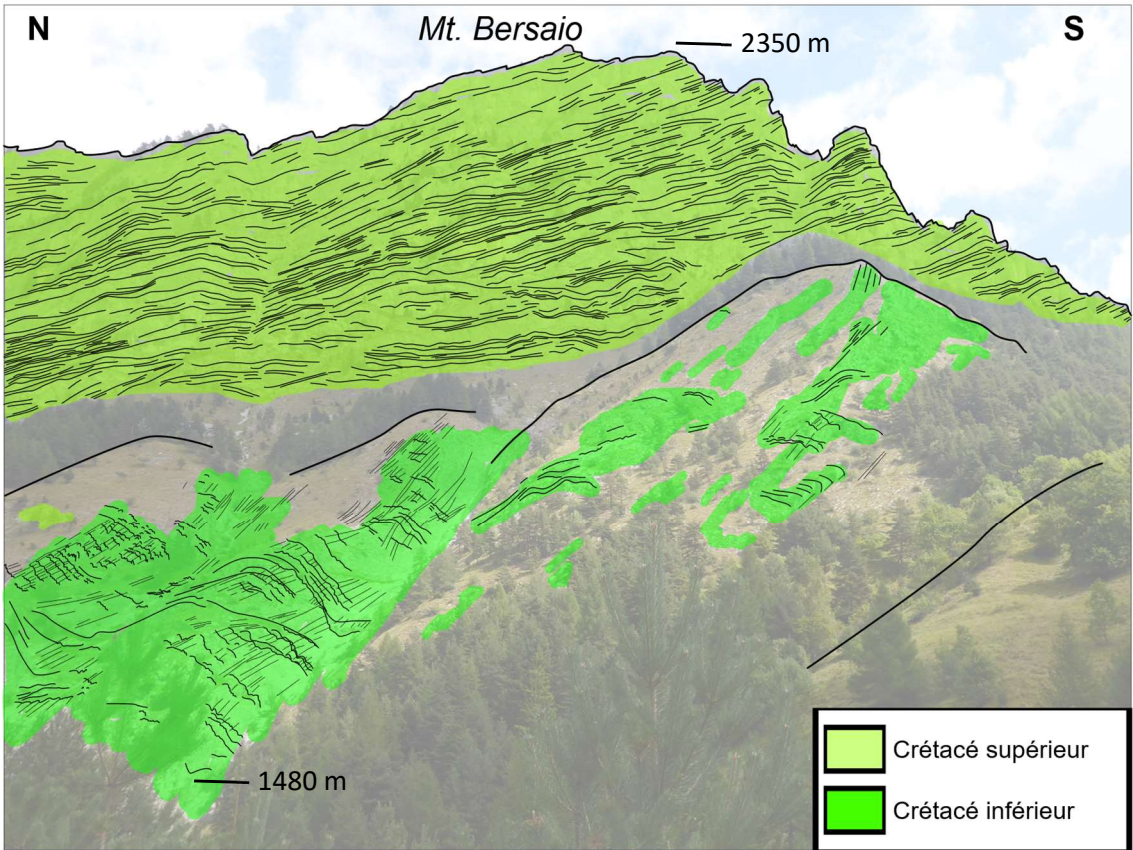 N
Mt. Bersaio
S
2350 m
1480 m
Crétacé supérieur
Crétacé inférieur